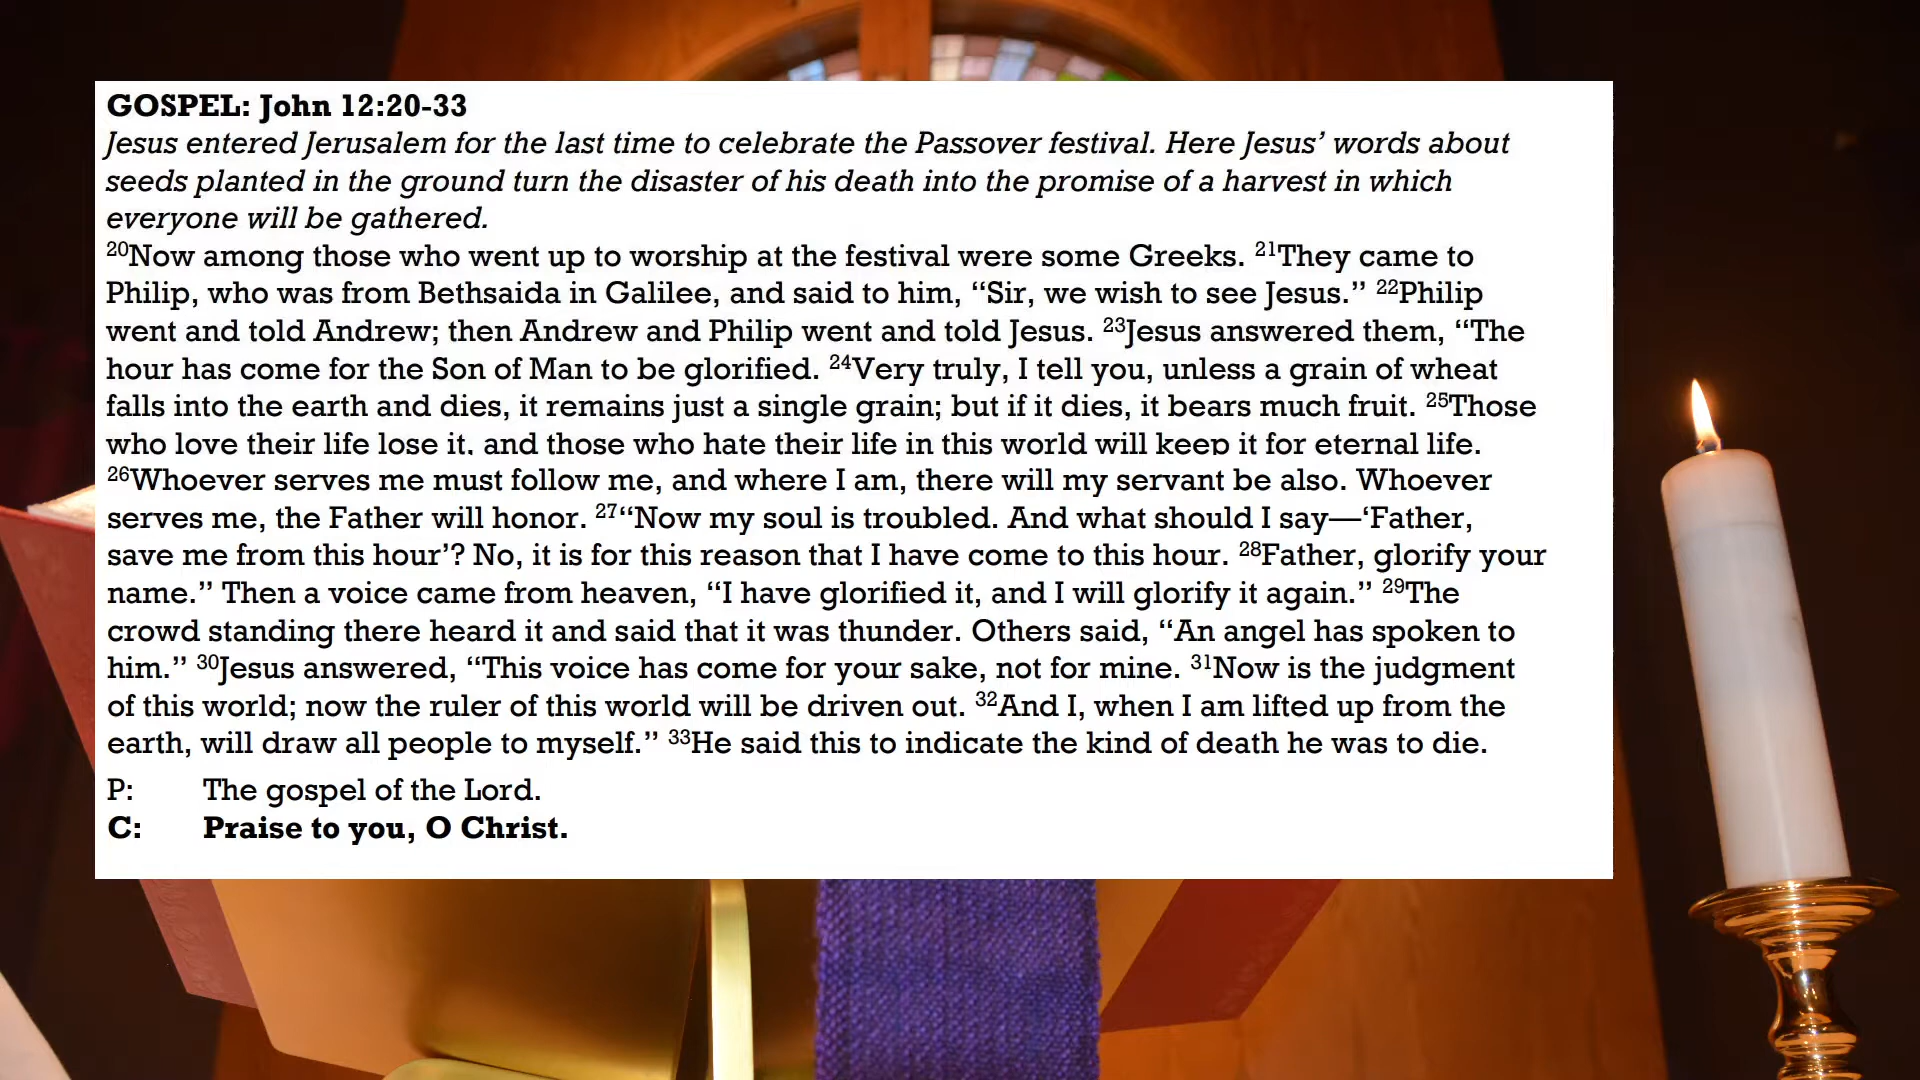 GOSPEL: John 12:20-33
Jesus entered Jerusalem for the last time to celebrate the Passover festival. Here Jesus’ words about
seeds planted in the ground turn the disaster of his death into the promise of a harvest in which
everyone will be gathered.
20Now among those who went up to worship at the festival were some Greeks. 21They came to
Philip, who was from Bethsaida in Galilee, and said to him, “Sir, we wish to see Jesus.” 22Philip
went and told Andrew; then Andrew and Philip went and told Jesus. 23Jesus answered them, “The
hour has come for the Son of Man to be glorified. 24Very truly, I tell you, unless a grain of wheat
falls into the earth and dies, it remains just a single grain; but if it dies, it bears much fruit. 25Those
who love their life lose it, and those who hate their life in this world will keep it for eternal life.
26Whoever serves me must follow me, and where I am, there will my servant be also. Whoever
serves me, the Father will honor. 27“Now my soul is troubled. And what should I say—‘Father,
save me from this hour’? No, it is for this reason that I have come to this hour. 28Father, glorify your
name.” Then a voice came from heaven, “I have glorified it, and I will glorify it again.” 29The
crowd standing there heard it and said that it was thunder. Others said, “An angel has spoken to
him.” 30Jesus answered, “This voice has come for your sake, not for mine. 31Now is the judgment
of this world; now the ruler of this world will be driven out. 32And I, when I am lifted up from the
earth, will draw all people to myself.” 33He said this to indicate the kind of death he was to die.
P: The gospel of the Lord.
C: Praise to you, O Christ.